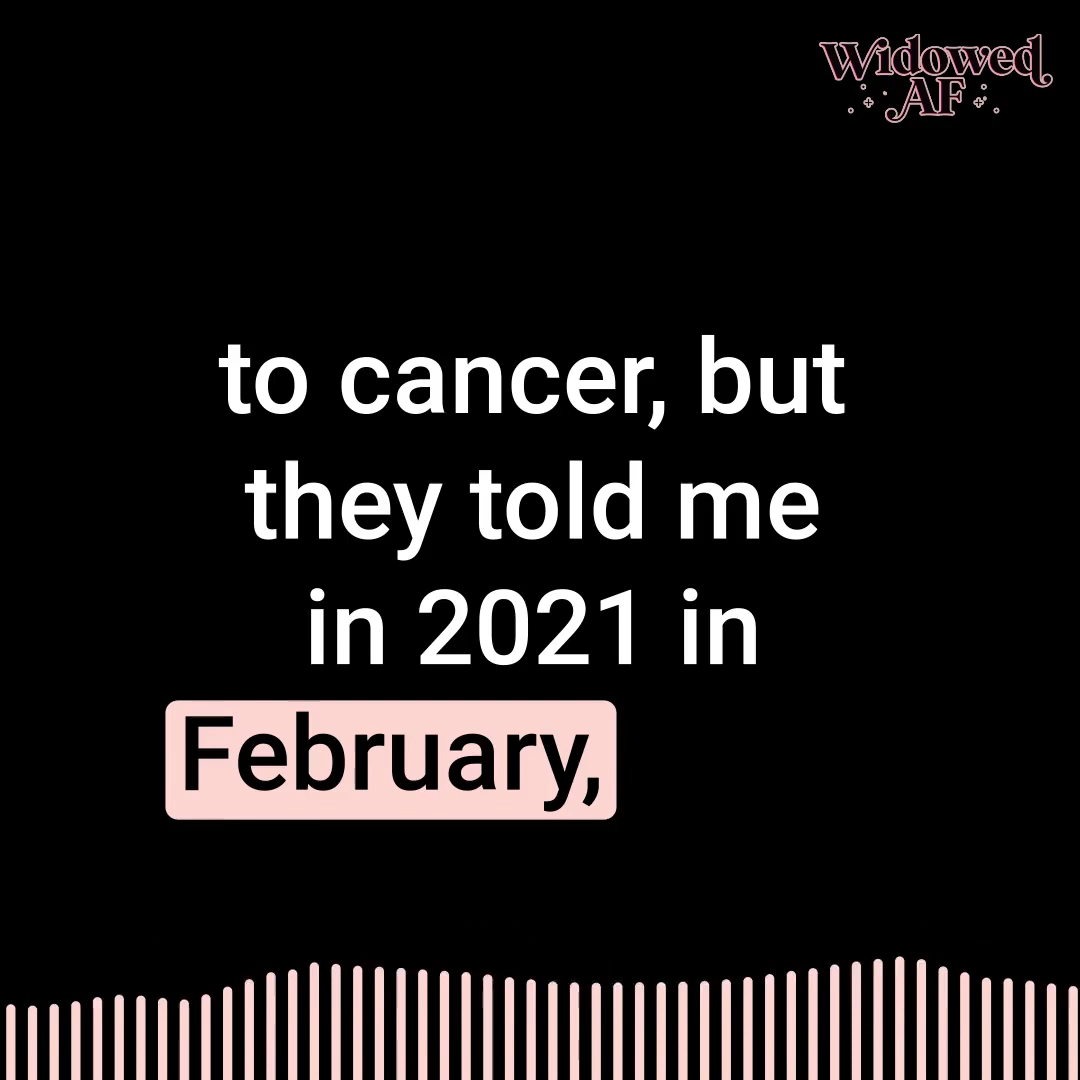 Widowed
AF
to cancer, but
they told me
in 2021 in
February,